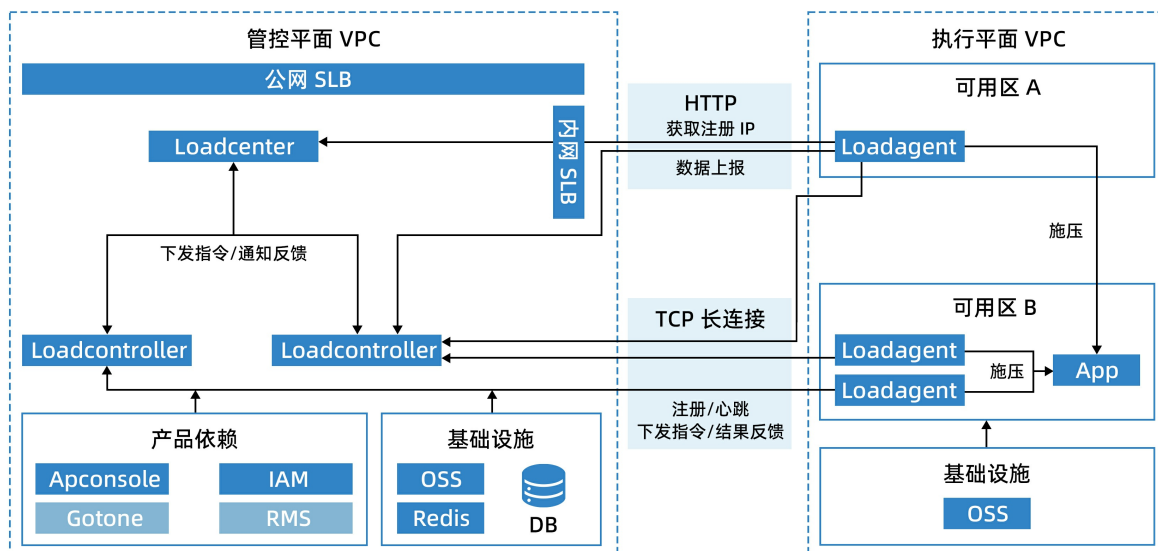 管控平面 VPC
公网 SLB
内网 SLB
Loadcenter
下发指令/通知反馈
Loadcontroller
Loadcontroller
产品依赖
Apconsole
IAM
Gotone
RMS
基础设施
OSS
Redis
DB
HTTP
获取注册 IP
数据上报
TCP 长连接
注册/心跳
下发指令/结果反馈
执行平面 VPC
可用区 A
Loadagent
施压
可用区 B
Loadagent
Loadagent
施压
App
基础设施
OSS